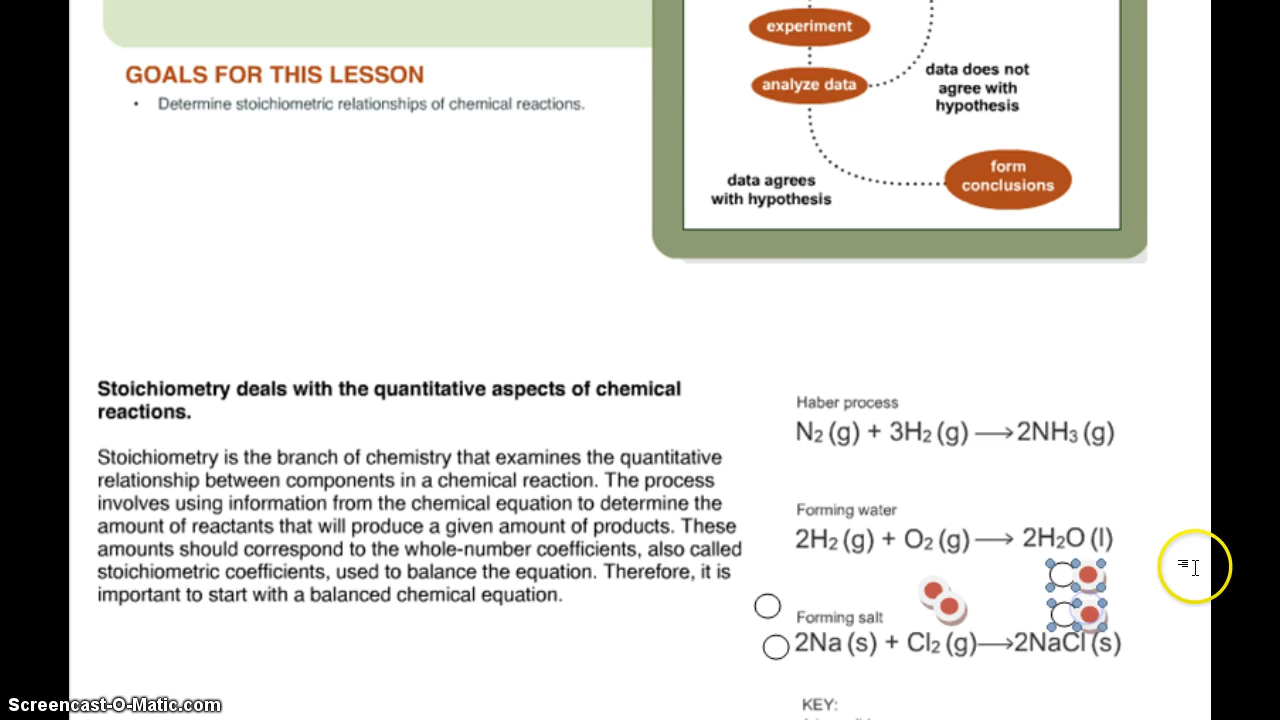 experiment
analyze data
data does not
agree with
hypothesis
form
conclusions
data agrees
with hypothesis
GOALS FOR THIS LESSON
• Determine stoichiometric relationships of chemical reactions.
Stoichiometry deals with the quantitative aspects of chemical
reactions.
Stoichiometry is the branch of chemistry that examines the quantitative
relationship between components in a chemical reaction. The process
involves using information from the chemical equation to determine the
amount of reactants that will produce a given amount of products. These
amounts should correspond to the whole-number coefficients, also called
stoichiometric coefficients, used to balance the equation. Therefore, it is
important to start with a balanced chemical equation.
Haber process
N₂ (g) + 3H₂ (g) ⟶ 2NH₃ (g)
Forming water
2H₂ (g) + O₂ (g) ⟶ 2H₂O (l)
Forming salt
2Na (s) + Cl₂ (g) ⟶ 2NaCl (s)
KEY:
Screencast-O-Matic.com